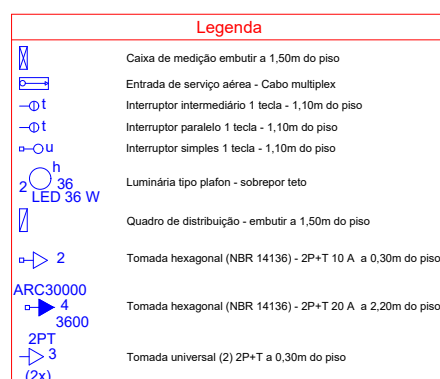 Legenda
Caixa de medição embutir a 1,50m do piso
Entrada de serviço aérea - Cabo multiplex
t Interruptor intermediário 1 tecla - 1,10m do piso
t Interruptor paralelo 1 tecla - 1,10m do piso
u Interruptor simples 1 tecla - 1,10m do piso
h
2 36 Luminária tipo plafon - sobrepor teto
LED 36 W
Quadro de distribuição - embutir a 1,50m do piso
2 Tomada hexagonal (NBR 14136) - 2P+T 10 A a 0,30m do piso
ARC30000
4 Tomada hexagonal (NBR 14136) - 2P+T 20 A a 2,20m do piso
3600
2PT
3 Tomada universal (2) 2P+T a 0,30m do piso
(2x)